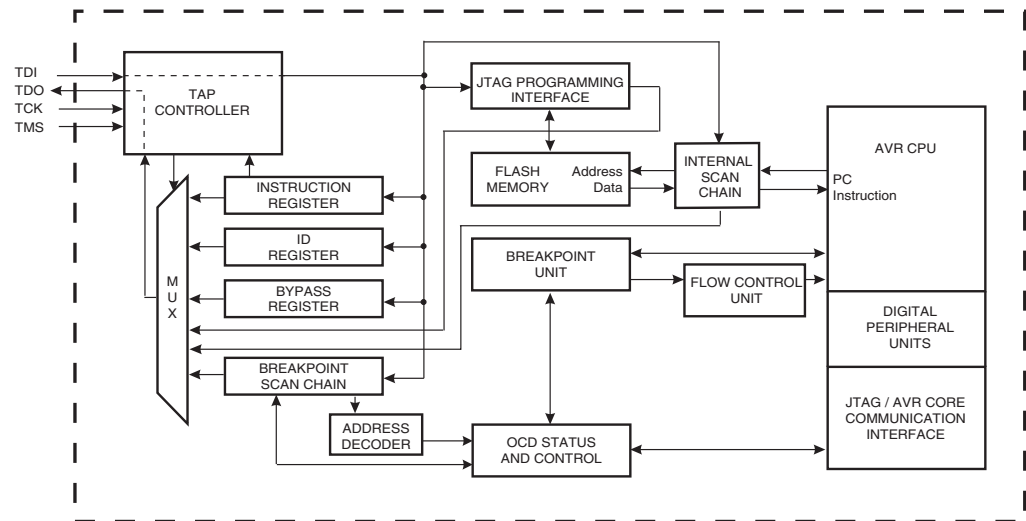 TDI
TDO
TCK
TMS
TAP
CONTROLLER
JTAG PROGRAMMING
INTERFACE
FLASH
MEMORY
Address
Data
INTERNAL
SCAN
CHAIN
AVR CPU
PC
Instruction
INSTRUCTION
REGISTER
ID
REGISTER
BYPASS
REGISTER
M
U
X
BREAKPOINT
UNIT
FLOW CONTROL
UNIT
DIGITAL
PERIPHERAL
UNITS
BREAKPOINT
SCAN CHAIN
ADDRESS
DECODER
OCD STATUS
AND CONTROL
JTAG / AVR CORE
COMMUNICATION
INTERFACE